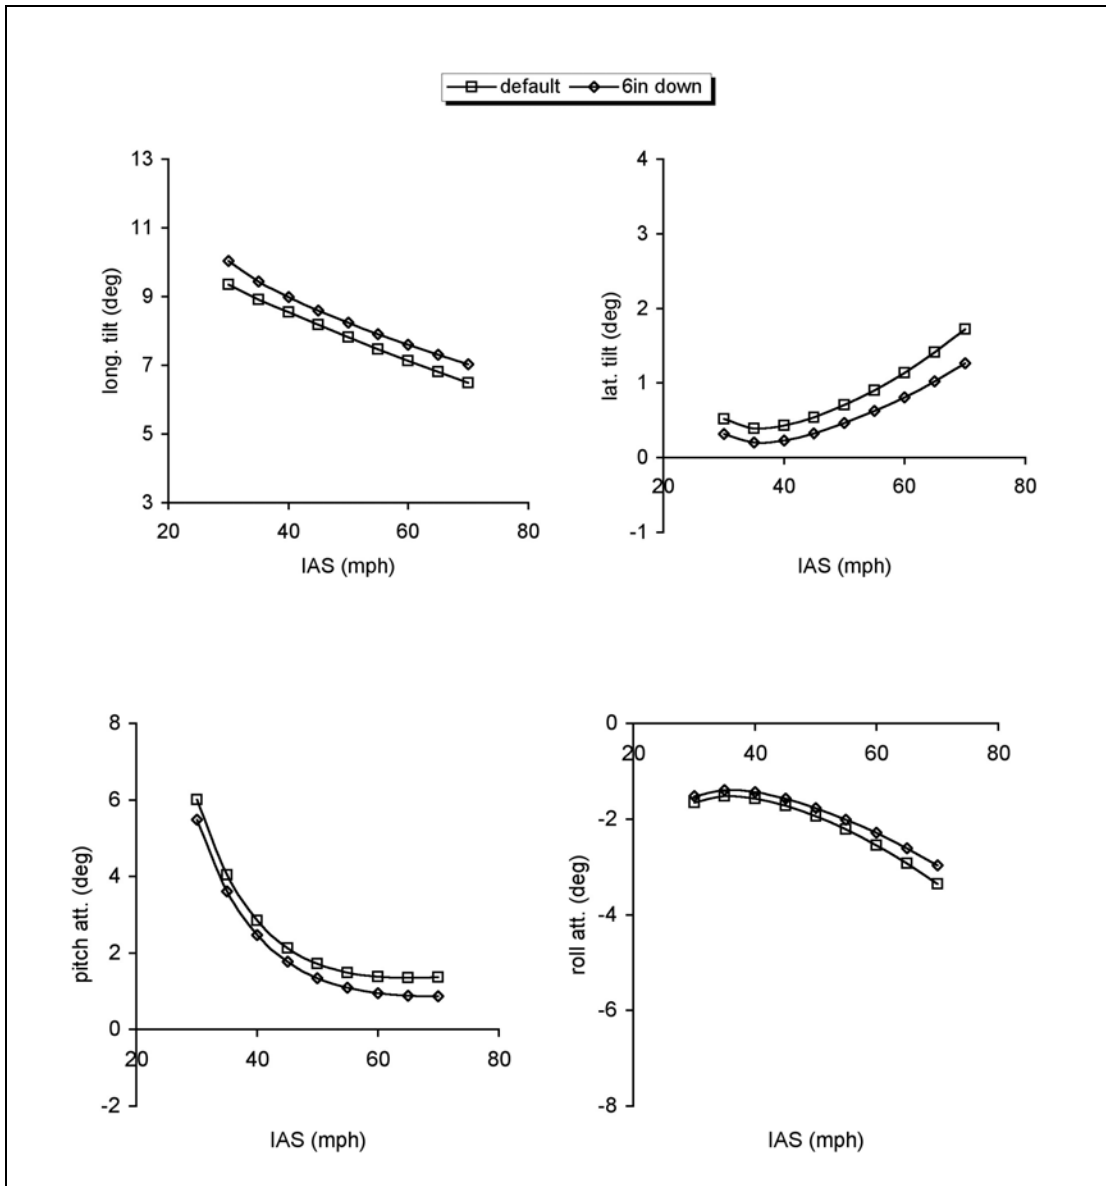 default 6in down
13
11
9
7
5
3
20 40 60 80
long. tilt (deg)
IAS (mph)
4
3
2
1
0
-1
20 40 60 80
lat. tilt (deg)
IAS (mph)
8
6
4
2
0
-2
20 40 60 80
pitch att. (deg)
IAS (mph)
0
-2
-4
-6
-8
20 40 60 80
roll att. (deg)
IAS (mph)